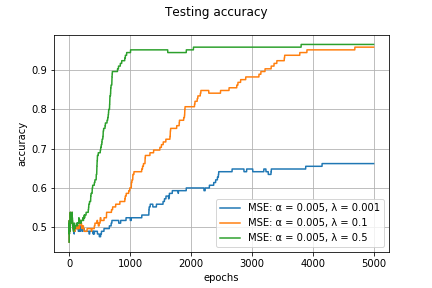 Testing accuracy
accuracy
0.9
0.8
0.7
0.6
0.5
MSE: α = 0.005, λ = 0.001
MSE: α = 0.005, λ = 0.1
MSE: α = 0.005, λ = 0.5
0 1000 2000 3000 4000 5000
epochs